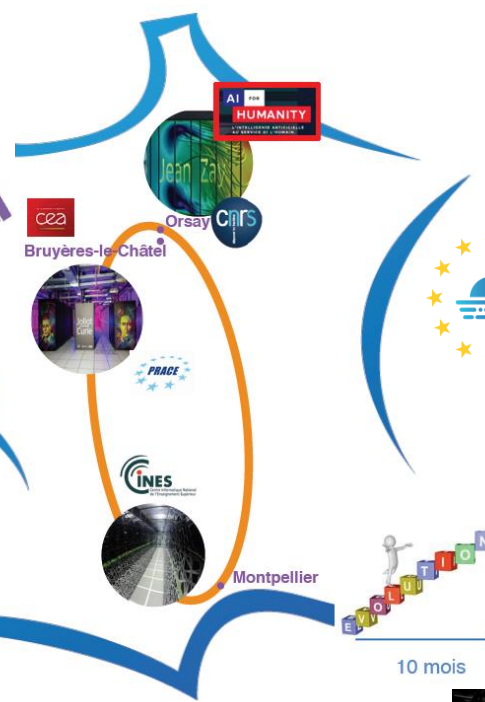 AI FOR
HUMANITY
L'INTELLIGENCE ARTIFICIELLE
AU SERVICE DE L'HUMAIN
Jean Zay
cea
Orsay
cnrs
Bruyères-le-Châtel
Joliot
Curie
PRACE
CINES
Centre Informatique National
de l'Enseignement Supérieur
Montpellier
EVOLUTION
10 mois